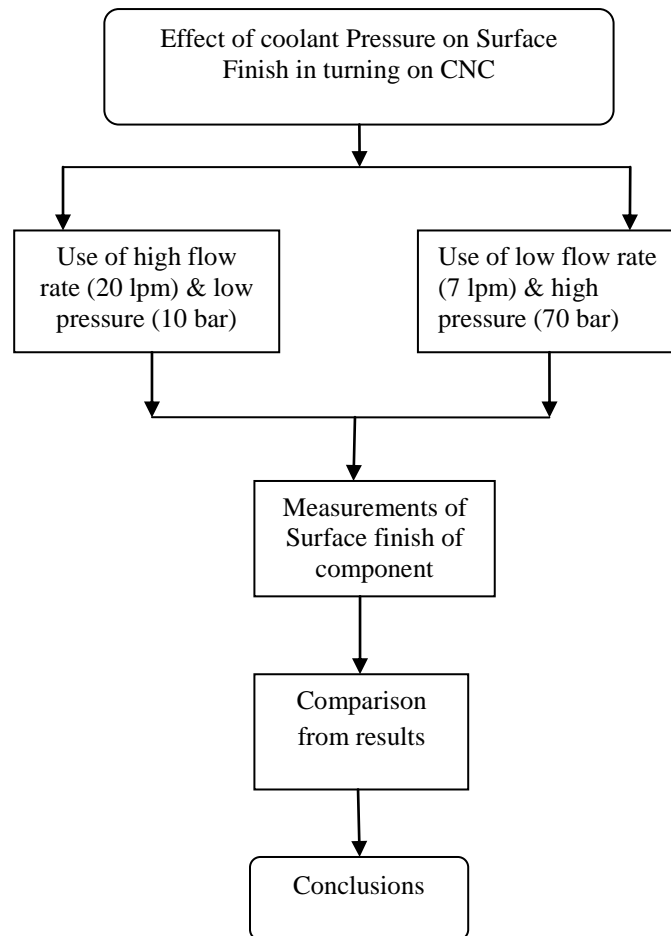 Effect of coolant Pressure on Surface
Finish in turning on CNC
Use of high flow
rate (20 lpm) & low
pressure (10 bar)
Use of low flow rate
(7 lpm) & high
pressure (70 bar)
Measurements of
Surface finish of
component
Comparison
from results
Conclusions